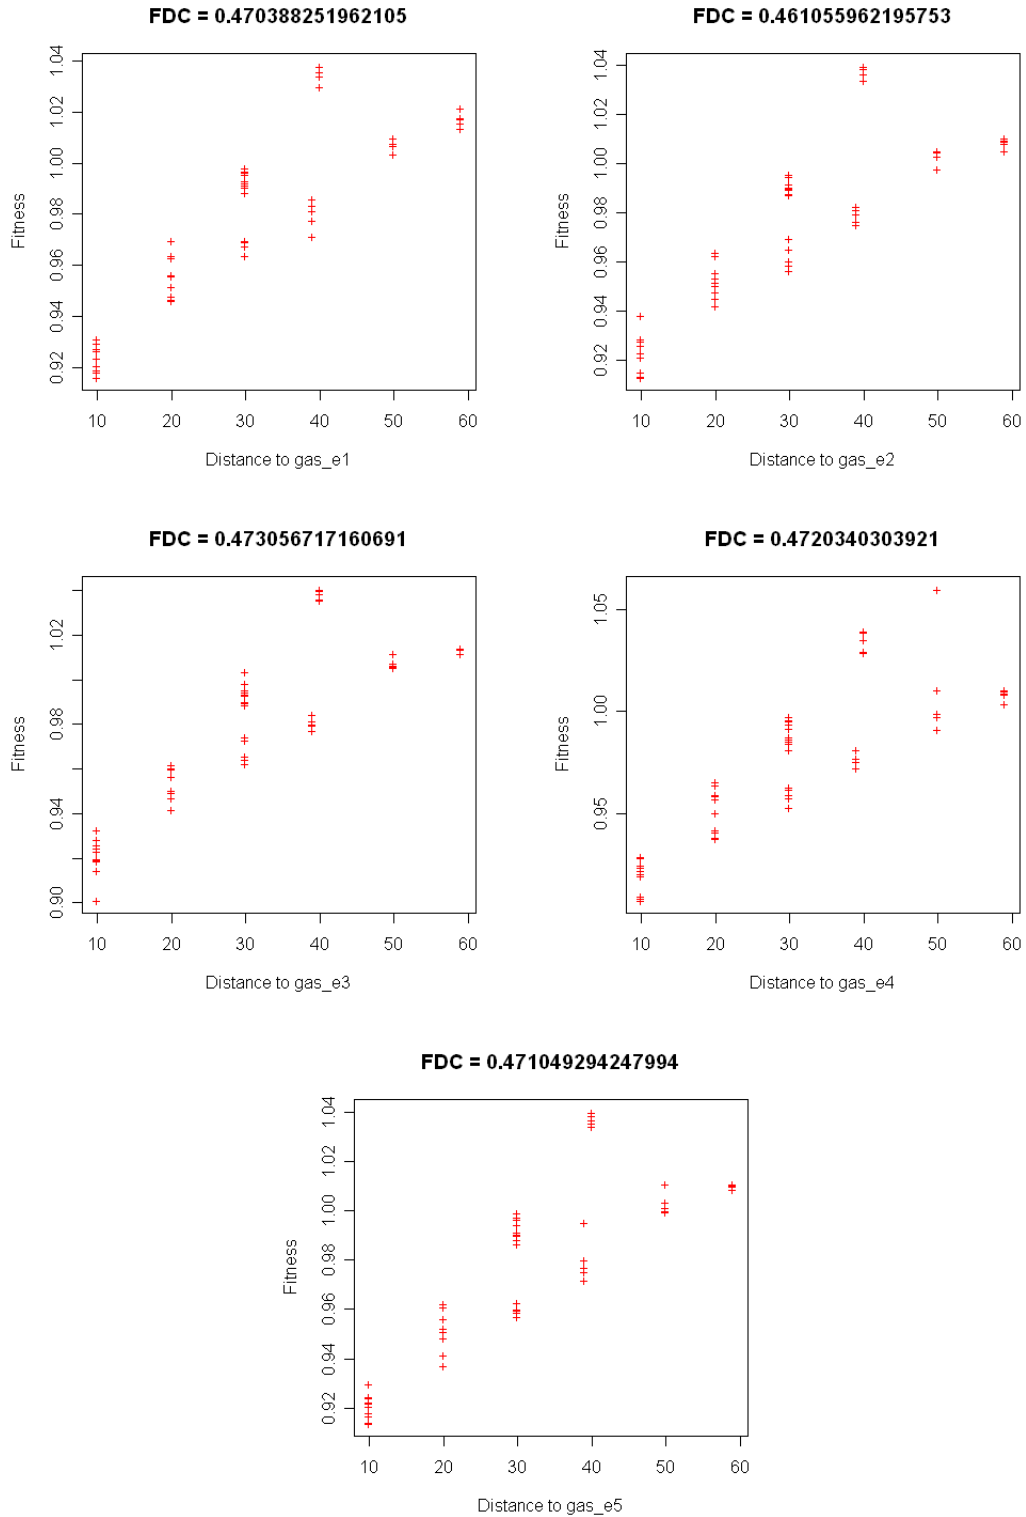 FDC = 0.470388251962105
Fitness
0.92 0.94 0.96 0.98 1.00 1.02 1.04
10 20 30 40 50 60
Distance to gas_e1
FDC = 0.461055962195753
Fitness
0.92 0.94 0.96 0.98 1.00 1.02 1.04
10 20 30 40 50 60
Distance to gas_e2
FDC = 0.473056717160691
Fitness
0.90 0.94 0.98 1.02
10 20 30 40 50 60
Distance to gas_e3
FDC = 0.4720340303921
Fitness
0.95 1.00 1.05
10 20 30 40 50 60
Distance to gas_e4
FDC = 0.471049294247994
Fitness
0.92 0.94 0.96 0.98 1.00 1.02 1.04
10 20 30 40 50 60
Distance to gas_e5